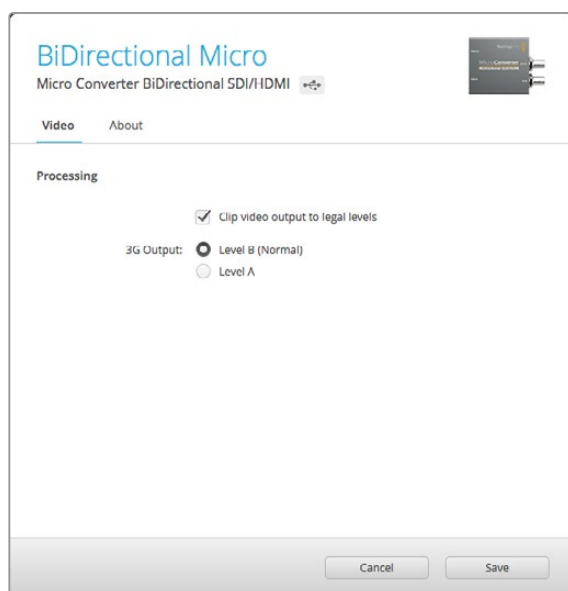 BiDirectional Micro
Micro Converter BiDirectional SDI/HDMI
Video About
Processing
Clip video output to legal levels
3G Output: Level B (Normal)
Level A
Cancel Save